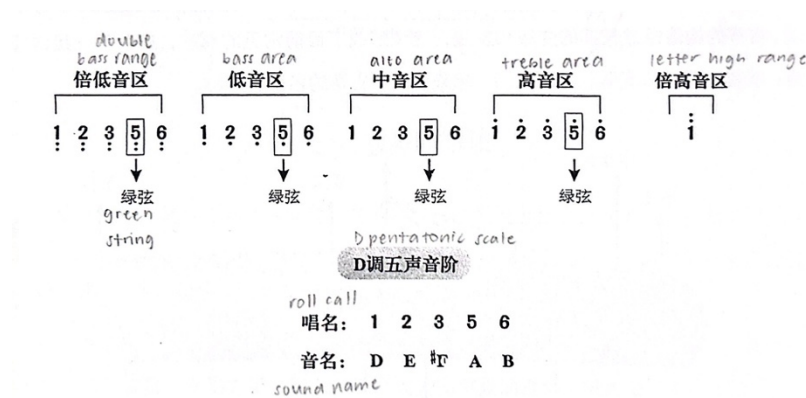 double
bass range bass area alto area treble area letter high range
倍低音区 低音区 中音区 高音区 倍高音区
1̤ 2̤ 3̤ 5̤ 6̤ 1̣ 2̣ 3̣ 5̣ 6̣ 1 2 3 5 6 1̇ 2̇ 3̇ 5̇ 6̇ 1̈
绿弦 绿弦 绿弦 绿弦
green
string
D pentatonic scale
D调五声音阶
roll call
唱名: 1 2 3 5 6
音名: D E #F A B
sound name